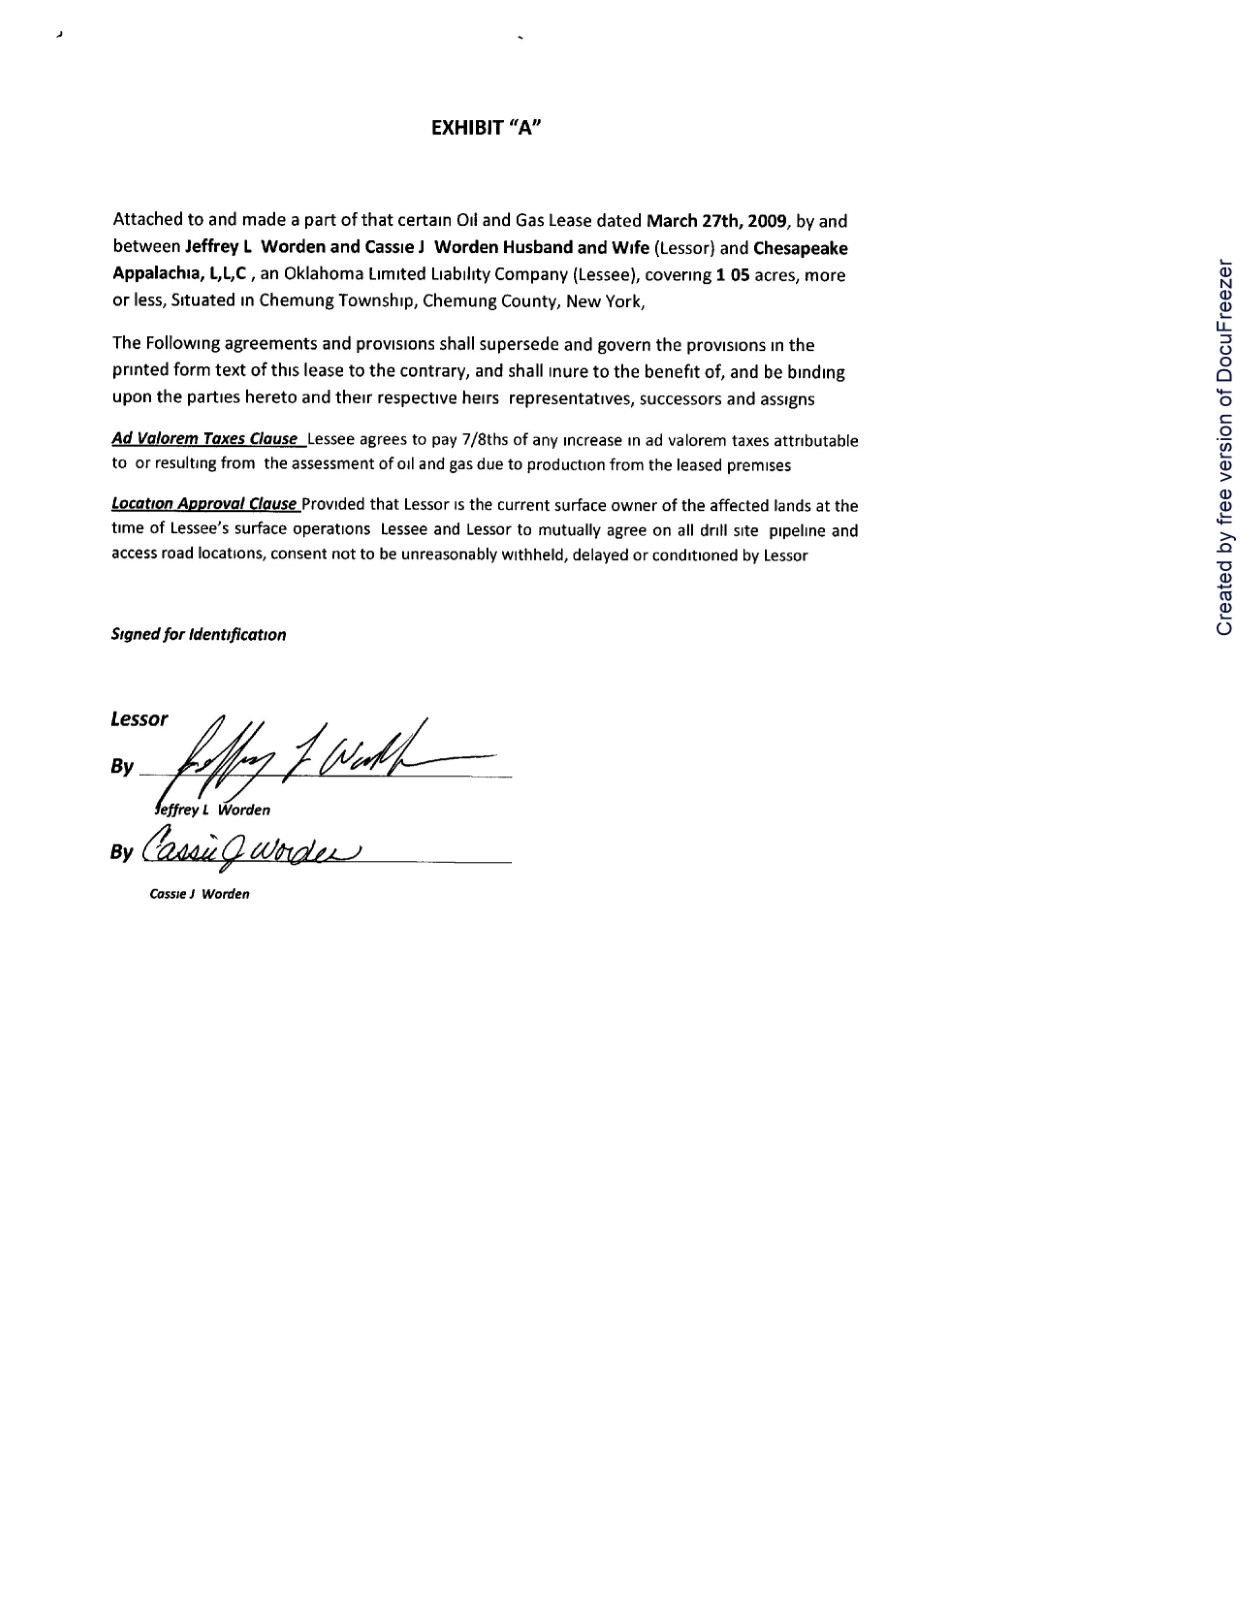 EXHIBIT “A”
Attached to and made a part of that certain Oil and Gas Lease dated March 27th, 2009, by and
between Jeffrey L Worden and Cassie J Worden Husband and Wife (Lessor) and Chesapeake
Appalachia, L,L,C , an Oklahoma Limited Liability Company (Lessee), covering 1 05 acres, more
or less, Situated in Chemung Township, Chemung County, New York,
The Following agreements and provisions shall supersede and govern the provisions in the
printed form text of this lease to the contrary, and shall inure to the benefit of, and be binding
upon the parties hereto and their respective heirs representatives, successors and assigns
Ad Valorem Taxes Clause Lessee agrees to pay 7/8ths of any increase in ad valorem taxes attributable
to or resulting from the assessment of oil and gas due to production from the leased premises
Location Approval Clause Provided that Lessor is the current surface owner of the affected lands at the
time of Lessee’s surface operations Lessee and Lessor to mutually agree on all drill site pipeline and
access road locations, consent not to be unreasonably withheld, delayed or conditioned by Lessor
Signed for Identification
Lessor
By Jeffrey L Worden
Jeffrey L Worden
By Cassie J Worden
Cassie J Worden
Created by free version of DocuFreezer